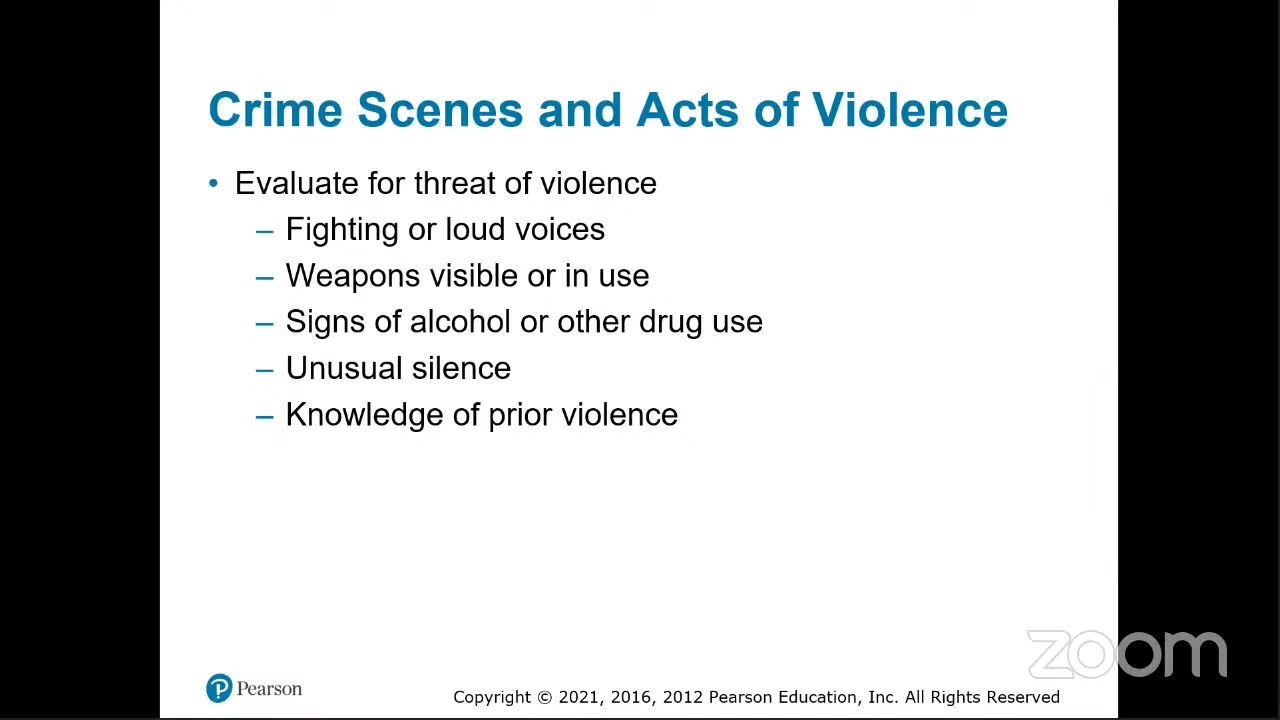 Crime Scenes and Acts of Violence
• Evaluate for threat of violence
– Fighting or loud voices
– Weapons visible or in use
– Signs of alcohol or other drug use
– Unusual silence
– Knowledge of prior violence
zoom
Pearson
Copyright © 2021, 2016, 2012 Pearson Education, Inc. All Rights Reserved